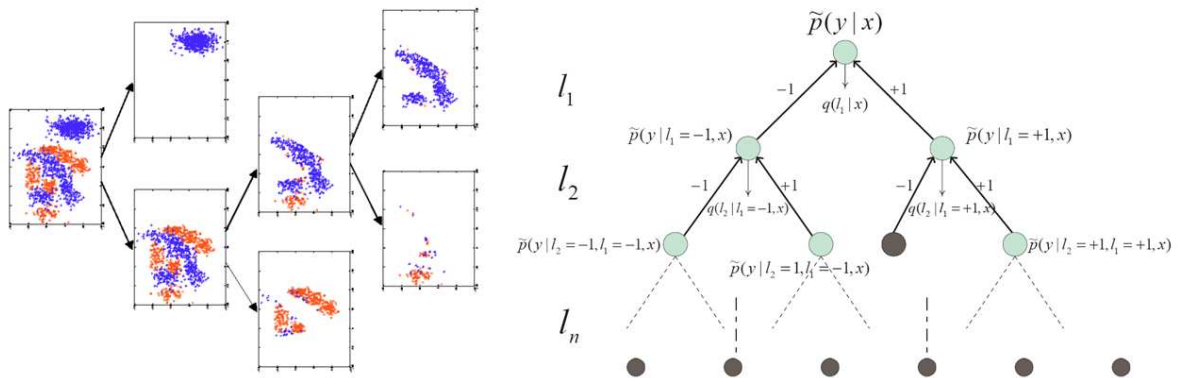 p̃(y|x)
l₁
−1
+1
q(l₁|x)
p̃(y|l₁=−1,x)
p̃(y|l₁=+1,x)
l₂
−1
+1
−1
+1
q(l₂|l₁=−1,x)
q(l₂|l₁=+1,x)
p̃(y|l₂=−1,l₁=−1,x)
p̃(y|l₂=1,l₁=−1,x)
p̃(y|l₂=+1,l₁=+1,x)
lₙ